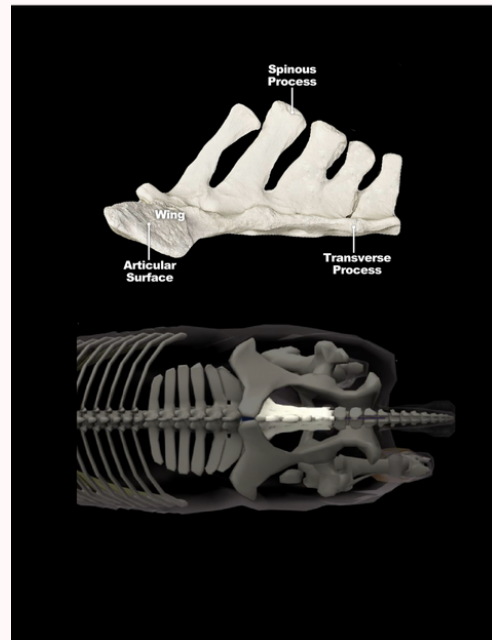 Spinous
Process
Wing
Articular
Surface
Transverse
Process